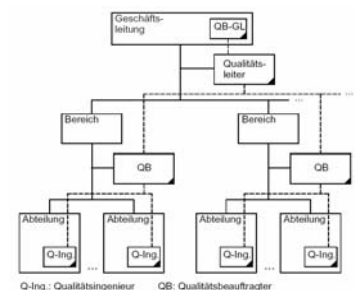 Geschäfts-
leitung
QB-GL
Qualitäts-
leiter
...
...
Bereich
Bereich
QB
QB
Abteilung
Abteilung
Abteilung
Abteilung
Q-Ing.
Q-Ing.
Q-Ing.
Q-Ing.
...
...
Q-Ing.: Qualitätsingenieur QB: Qualitätsbeauftragter